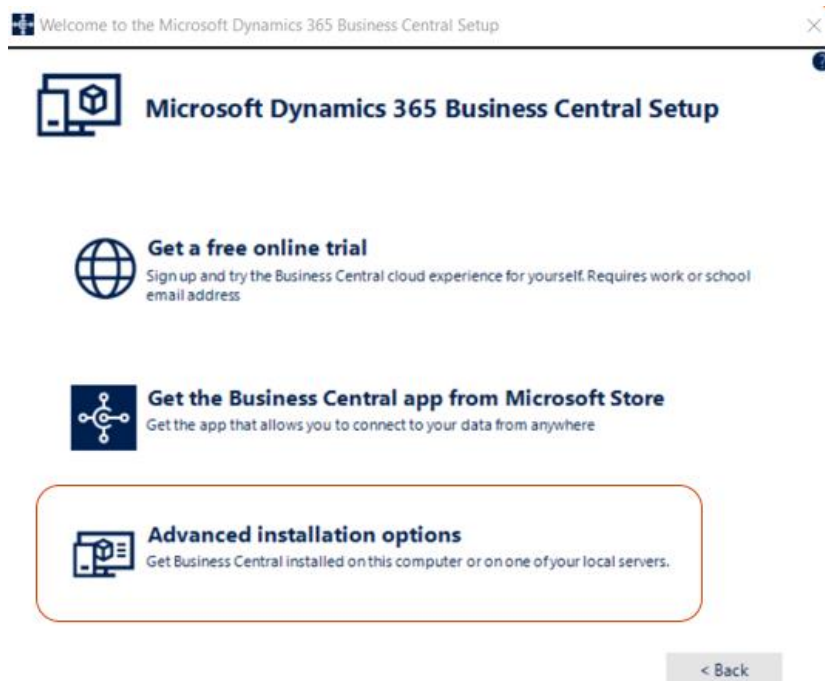 Welcome to the Microsoft Dynamics 365 Business Central Setup
Microsoft Dynamics 365 Business Central Setup
Get a free online trial
Sign up and try the Business Central cloud experience for yourself. Requires work or school
email address
Get the Business Central app from Microsoft Store
Get the app that allows you to connect to your data from anywhere
Advanced installation options
Get Business Central installed on this computer or on one of your local servers.
< Back